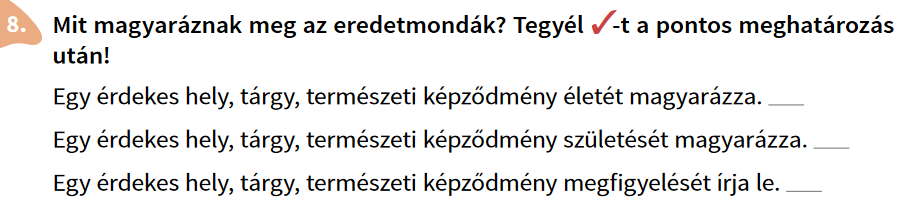 8. Mit magyaráznak meg az eredetmondák? Tegyél ✓-t a pontos meghatározás
után!
Egy érdekes hely, tárgy, természeti képződmény életét magyarázza. ___
Egy érdekes hely, tárgy, természeti képződmény születését magyarázza. ___
Egy érdekes hely, tárgy, természeti képződmény megfigyelését írja le. ___